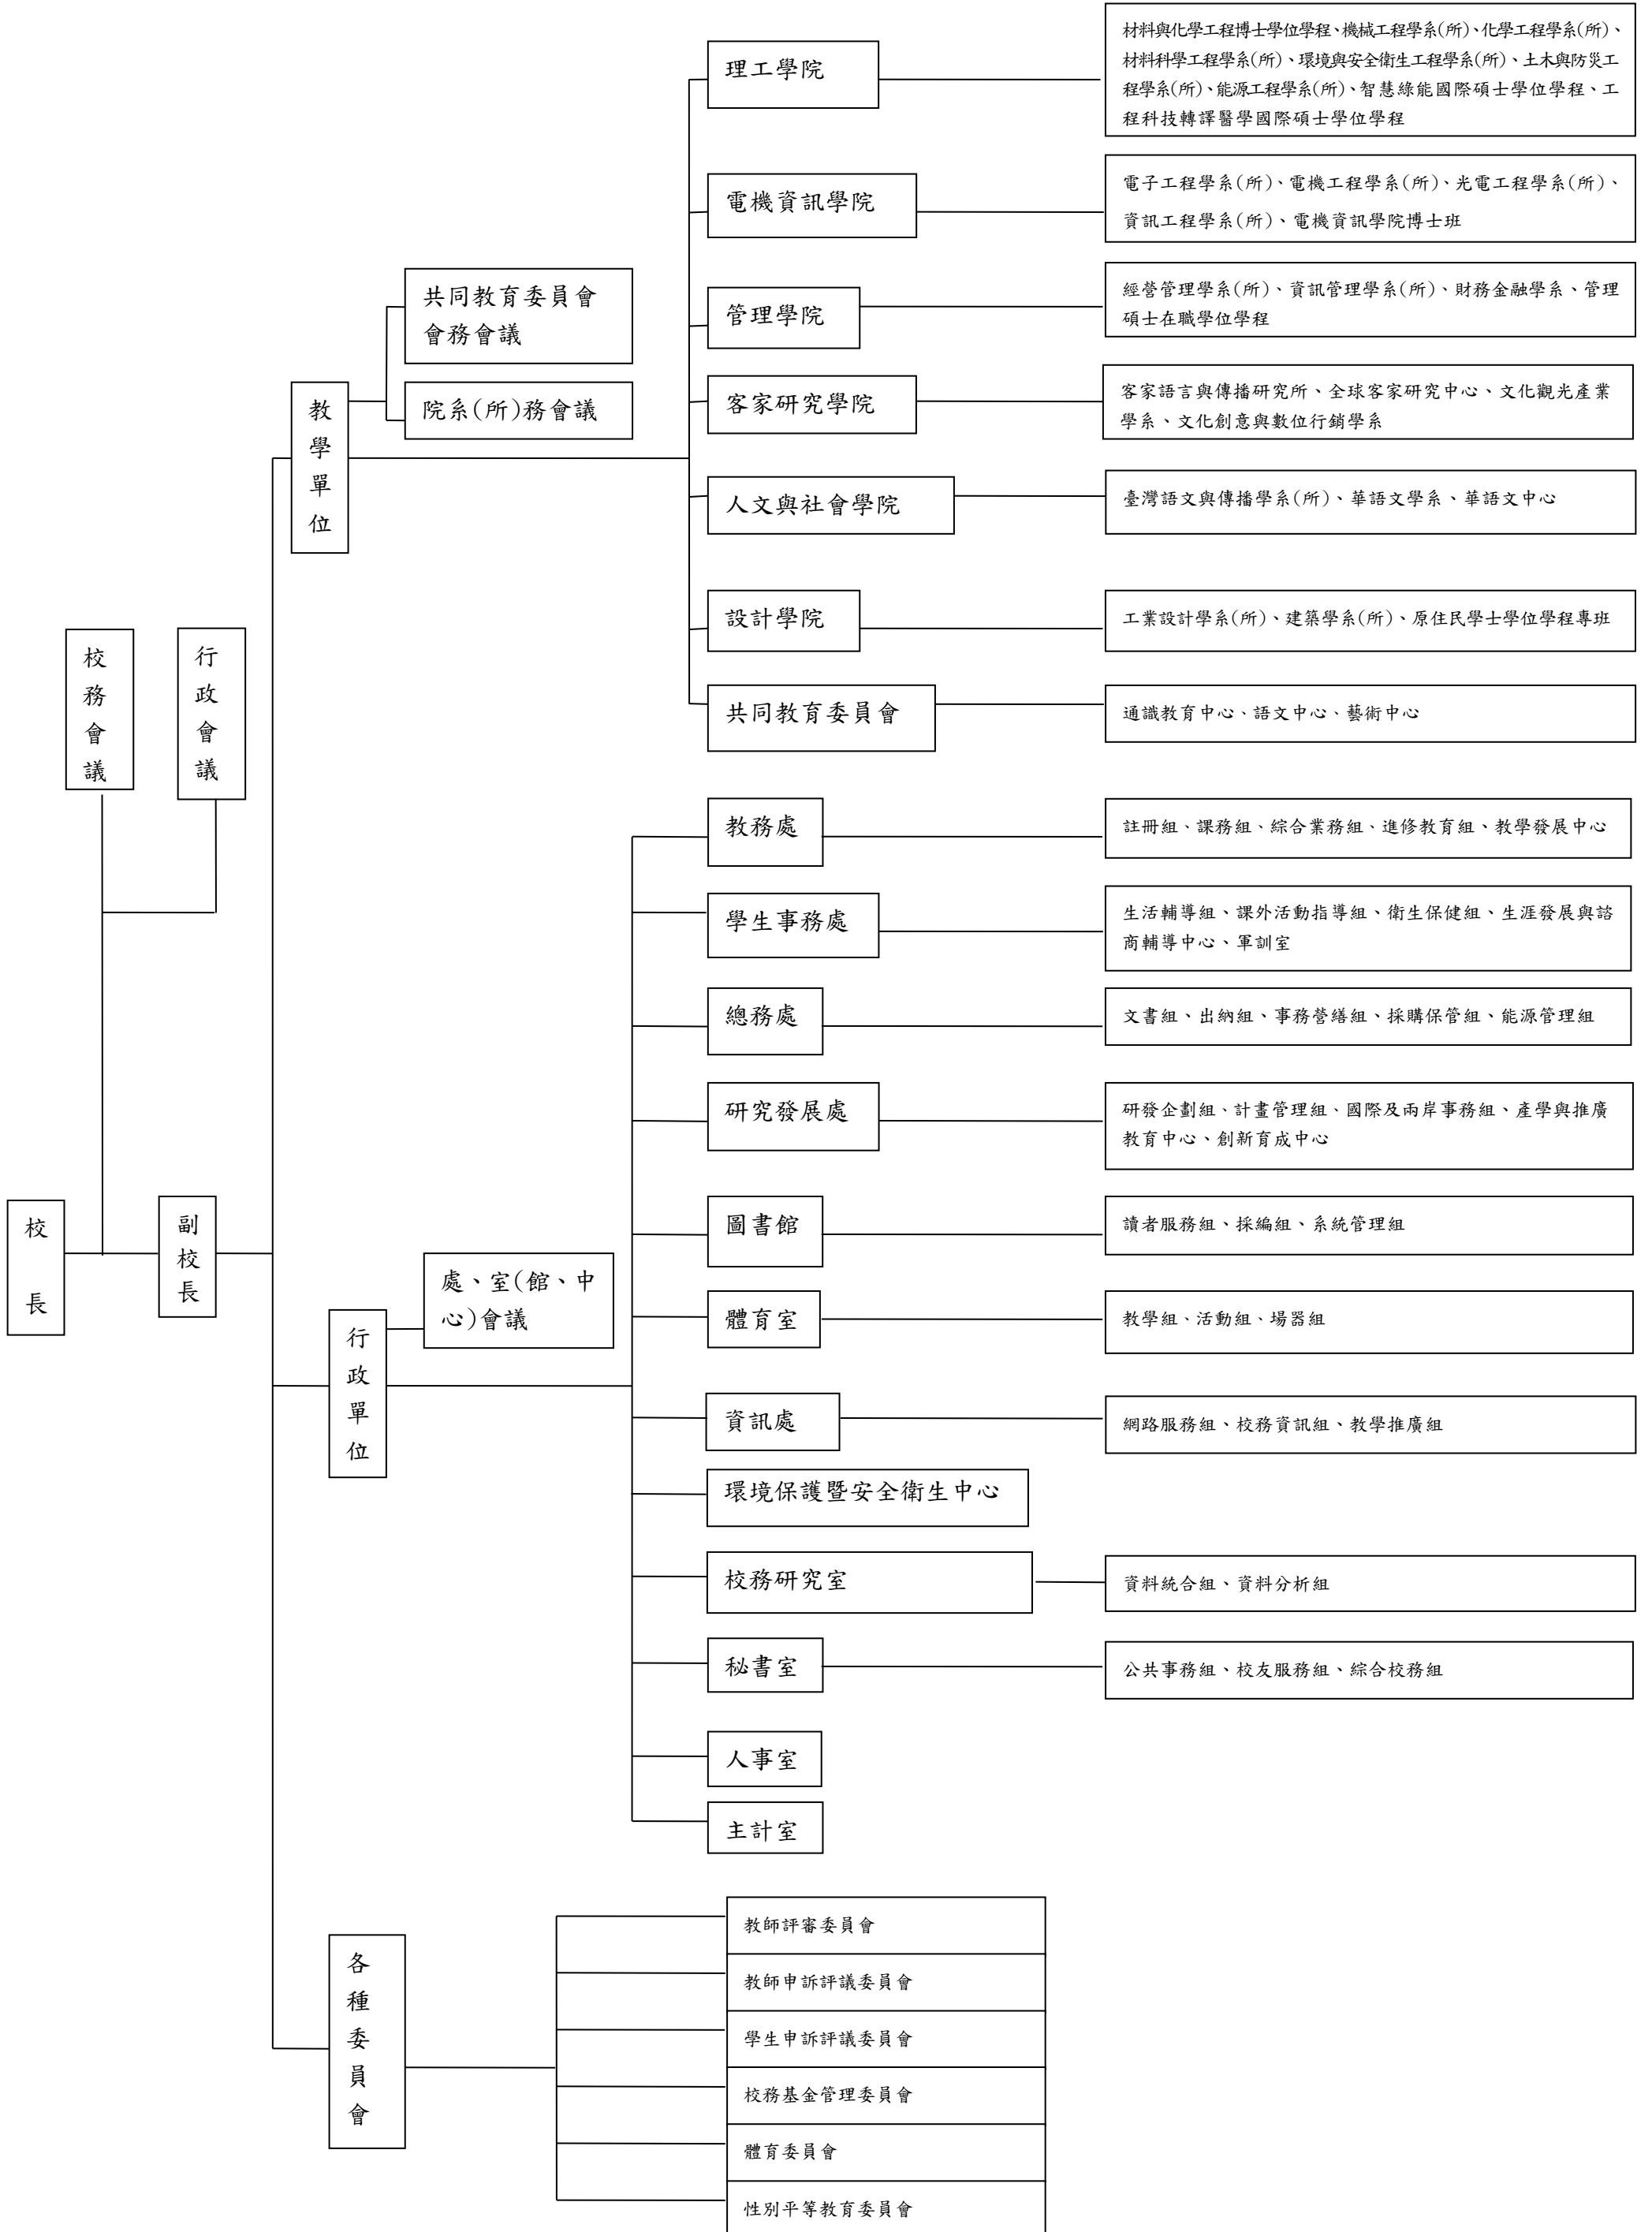 校長
校務會議
行政會議
副校長
教學單位
共同教育委員會
會務會議
院系(所)務會議
理工學院
材料與化學工程博士學位學程、機械工程學系(所)、化學工程學系(所)、
材料科學工程學系(所)、環境與安全衛生工程學系(所)、土木與防災工
程學系(所)、能源工程學系(所)、智慧綠能國際碩士學位學程、工
程科技轉譯醫學國際碩士學位學程
電機資訊學院
電子工程學系(所)、電機工程學系(所)、光電工程學系(所)、
資訊工程學系(所)、電機資訊學院博士班
管理學院
經營管理學系(所)、資訊管理學系(所)、財務金融學系、管理
碩士在職學位學程
客家研究學院
客家語言與傳播研究所、全球客家研究中心、文化觀光產業
學系、文化創意與數位行銷學系
人文與社會學院
臺灣語文與傳播學系(所)、華語文學系、華語文中心
設計學院
工業設計學系(所)、建築學系(所)、原住民學士學位學程專班
共同教育委員會
通識教育中心、語文中心、藝術中心
行政單位
處、室(館、中
心)會議
教務處
註冊組、課務組、綜合業務組、進修教育組、教學發展中心
學生事務處
生活輔導組、課外活動指導組、衛生保健組、生涯發展與諮
商輔導中心、軍訓室
總務處
文書組、出納組、事務營繕組、採購保管組、能源管理組
研究發展處
研發企劃組、計畫管理組、國際及兩岸事務組、產學與推廣
教育中心、創新育成中心
圖書館
讀者服務組、採編組、系統管理組
體育室
教學組、活動組、場器組
資訊處
網路服務組、校務資訊組、教學推廣組
環境保護暨安全衛生中心
校務研究室
資料統合組、資料分析組
秘書室
公共事務組、校友服務組、綜合校務組
人事室
主計室
各種委員會
教師評審委員會
教師申訴評議委員會
學生申訴評議委員會
校務基金管理委員會
體育委員會
性別平等教育委員會